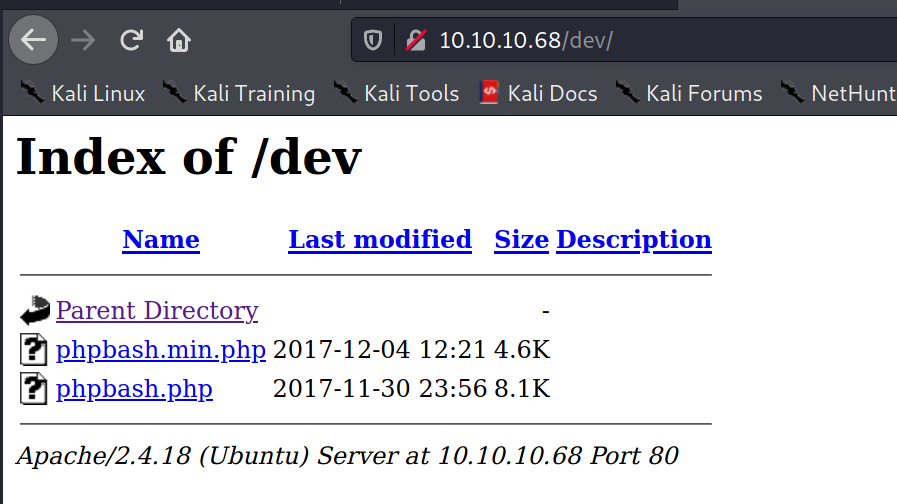 10.10.10.68/dev/
Kali Linux Kali Training Kali Tools Kali Docs Kali Forums NetHunt
Index of /dev
Name Last modified Size Description
Parent Directory -
phpbash.min.php 2017-12-04 12:21 4.6K
phpbash.php 2017-11-30 23:56 8.1K
Apache/2.4.18 (Ubuntu) Server at 10.10.10.68 Port 80